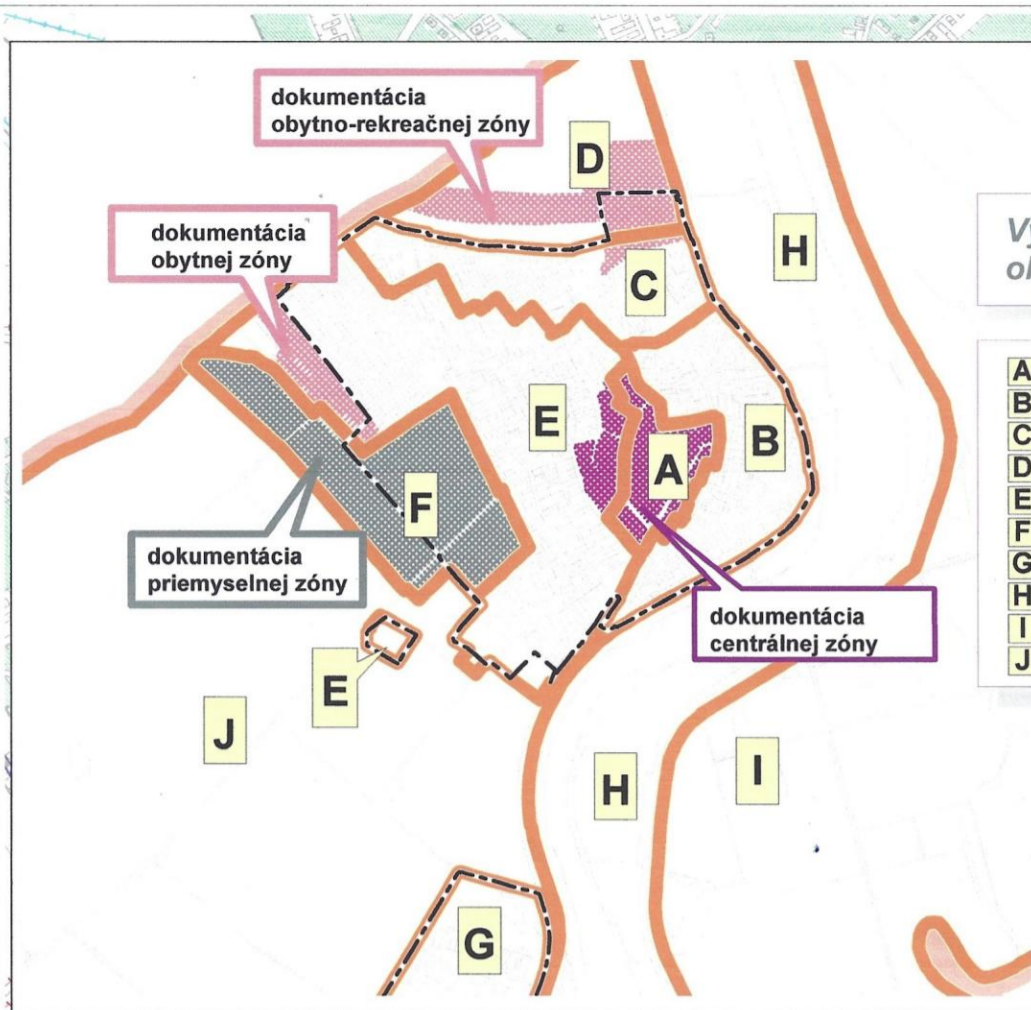 dokumentácia
obytno-rekreačnej zóny
D
dokumentácia
obytnej zóny
H
C
E
A
B
F
dokumentácia
priemyselnej zóny
dokumentácia
centrálnej zóny
E
J
H
I
G
A
B
C
D
E
F
G
H
I
J